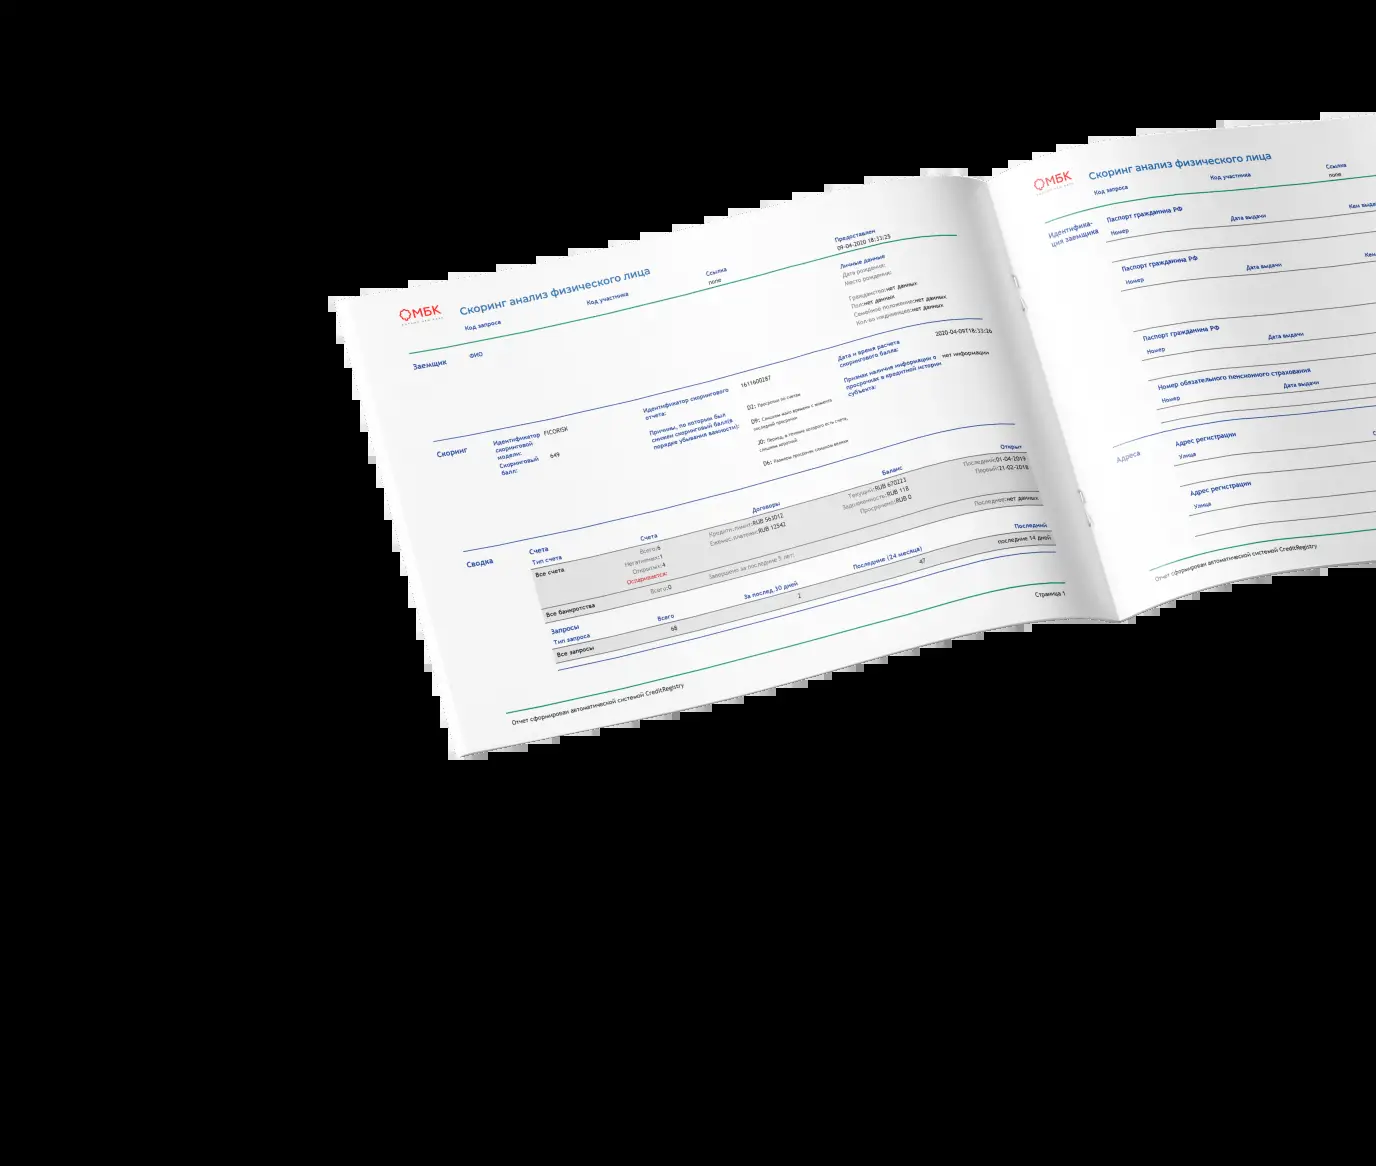 МБК
Скоринг анализ физического лица
Код запроса
Код участника
Ссылка
none
Предоставлен
09-04-2020 18:33:25
Заемщик
ФИО
Личные данные
Дата рождения:
Место рождения:
Гражданство:нет данных
Пол:нет данных
Семейное положение:нет данных
Кол-во иждивенцев:нет данных
Скоринг
Идентификатор FICORISK
скоринговой
модели:
Скоринговый 649
балл:
Идентификатор скорингового 1611600287
отчета:
Причины, по которым был
снижен скоринговый балл(в
порядке убывания важности):
D2: Просрочки по счетам
D9: Слишком мало времени с момента
последней просрочки
J0: Период, в течение которого есть счета,
слишком короткий
D6: Размеры просрочек слишком велики
Дата и время расчета 2020-04-09T18:33:26
скорингового балла:
Признак наличия информации о нет информации
просрочках в кредитной истории
субъекта:
Сводка
Счета
Тип счета
Счета
Договоры
Баланс
Открыт
Все счета
Всего:6
Негативних:1
Открытых:4
Оспаривается:
Кредитн.лимит:RUB 563012
Ежемес.платежи:RUB 12342
Текущий:RUB 670223
Задолженность:RUB 118
Просрочено:RUB 0
Последний:01-04-2019
Первый:21-02-2018
Все банкротства
Всего:0
Завершено за последние 5 лет:
Последнее:нет данных
Запросы
Тип запроса
Всего
За послед.30 дней
Последние (24 месяца)
Последний
Все запросы
68
2
47
последние 14 дней
Отчет сформирован автоматической системой CreditRegistry
Страница 1
МБК
Скоринг анализ физического лица
Код запроса
Код участника
Ссылка
none
Идентифика-
ция заемщика
Паспорт гражданина РФ
Номер
Дата выдачи
Кем выда
Паспорт гражданина РФ
Номер
Дата выдачи
Кем
Паспорт гражданина РФ
Номер
Дата выдачи
Номер обязательного пенсионного страхования
Номер
Дата выдачи
Адреса
Адрес регистрации
Улица
Адрес регистрации
Улица
Отчет сформирован автоматической системой CreditRegistry